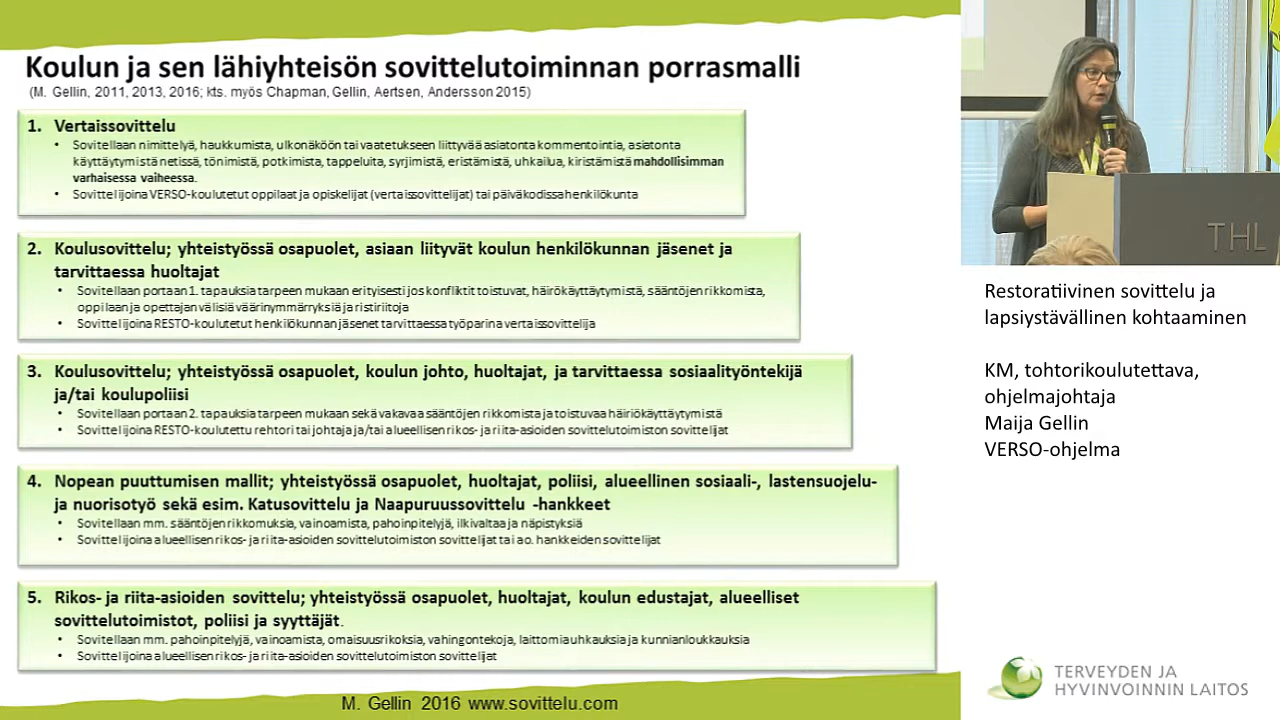 Koulun ja sen lähiyhteisön sovittelutoiminnan porrasmalli
(M. Gellin, 2011, 2013, 2016; kts. myös Chapman, Gellin, Aertsen, Andersson 2015)
1. Vertaissovittelu
• Sovitellaan nimittelyä, haukkumista, ulkonäköön tai vaatetukseen liittyvää asiatonta kommentointia, asiatonta
käyttäytymistä netissä, tönimistä, potkimista, tappeluita, syrjimistä, eristämistä, uhkailua, kiristämistä mahdollisimman
varhaisessa vaiheessa.
• Sovittelijoina VERSO-koulutetut oppilaat ja opiskelijat (vertaissovittelijat) tai päiväkodissa henkilökunta
2. Koulusovittelu; yhteistyössä osapuolet, asiaan liityvät koulun henkilökunnan jäsenet ja
tarvittaessa huoltajat
• Sovitellaan portaan 1. tapauksia tarpeen mukaan erityisesti jos konfliktit toistuvat, häirökäyttäytymistä, sääntöjen rikkomista,
oppilaan ja opettajan välisiä väärinymmärryksiä ja ristiriitoja
• Sovittelijoina RESTO-koulutetut henkilökunnan jäsenet tarvittaessa työparina vertaissovittelija
3. Koulusovittelu; yhteistyössä osapuolet, koulun johto, huoltajat, ja tarvittaessa sosiaalityöntekijä
ja/tai koulupoliisi
• Sovitellaan portaan 2. tapauksia tarpeen mukaan sekä vakavaa sääntöjen rikkomista ja toistuvaa häiriökäyttäytymistä
• Sovittelijoina RESTO-koulutettu rehtori tai johtaja ja/tai alueellisen rikos- ja riita-asioiden sovittelutoimiston sovittelijat
4. Nopean puuttumisen mallit; yhteistyössä osapuolet, huoltajat, poliisi, alueellinen sosiaali-, lastensuojelu-
ja nuorisotyö sekä esim. Katusovittelu ja Naapuruussovittelu -hankkeet
• Sovitellaan mm. sääntöjen rikkomuksia, vainoamista, pahoinpitelyjä, ilkivaltaa ja näpistyksiä
• Sovittelijoina alueellisen rikos- ja riita-asioiden sovittelutoimiston sovittelijat tai ao. hankkeiden sovittelijat
5. Rikos- ja riita-asioiden sovittelu; yhteistyössä osapuolet, huoltajat, koulun edustajat, alueelliset
sovittelutoimistot, poliisi ja syyttäjät.
• Sovitellaan mm. pahoinpitelyjä, vainoamista, omaisuusrikoksia, vahingontekoja, laittomia uhkauksia ja kunnianloukkauksia
• Sovittelijoina alueellisen rikos- ja riita-asioiden sovittelutoimiston sovittelijat
M. Gellin 2016 www.sovittelu.com
THL
Restoratiivinen sovittelu ja
lapsiystävällinen kohtaaminen
KM, tohtorikoulutettava,
ohjelmajohtaja
Maija Gellin
VERSO-ohjelma
TERVEYDEN JA
HYVINVOINNIN LAITOS